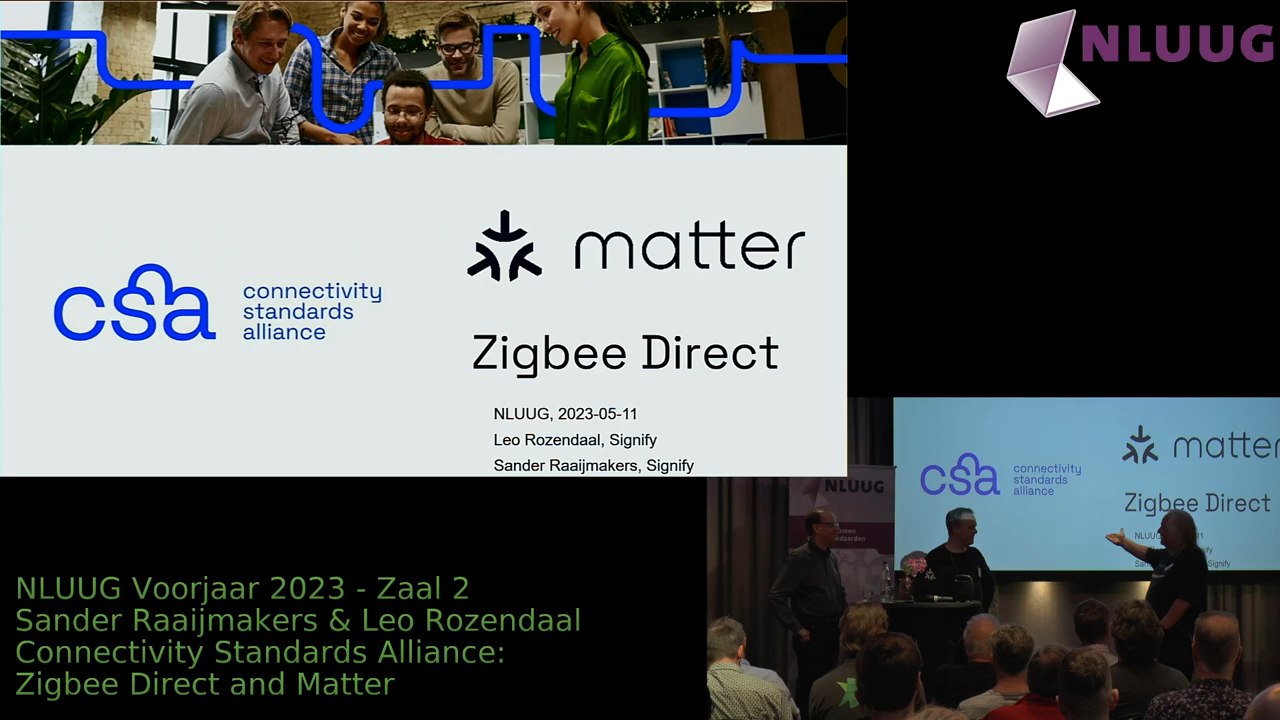 NLUUG
matter
csa
connectivity
standards
alliance
Zigbee Direct
NLUUG, 2023-05-11
Leo Rozendaal, Signify
Sander Raaijmakers, Signify
matter
csa
connectivity
standards
alliance
NLUUG
Zigbee Direct
NLUUG
Signify
NLUUG Voorjaar 2023 - Zaal 2
Sander Raaijmakers & Leo Rozendaal
Connectivity Standards Alliance:
Zigbee Direct and Matter